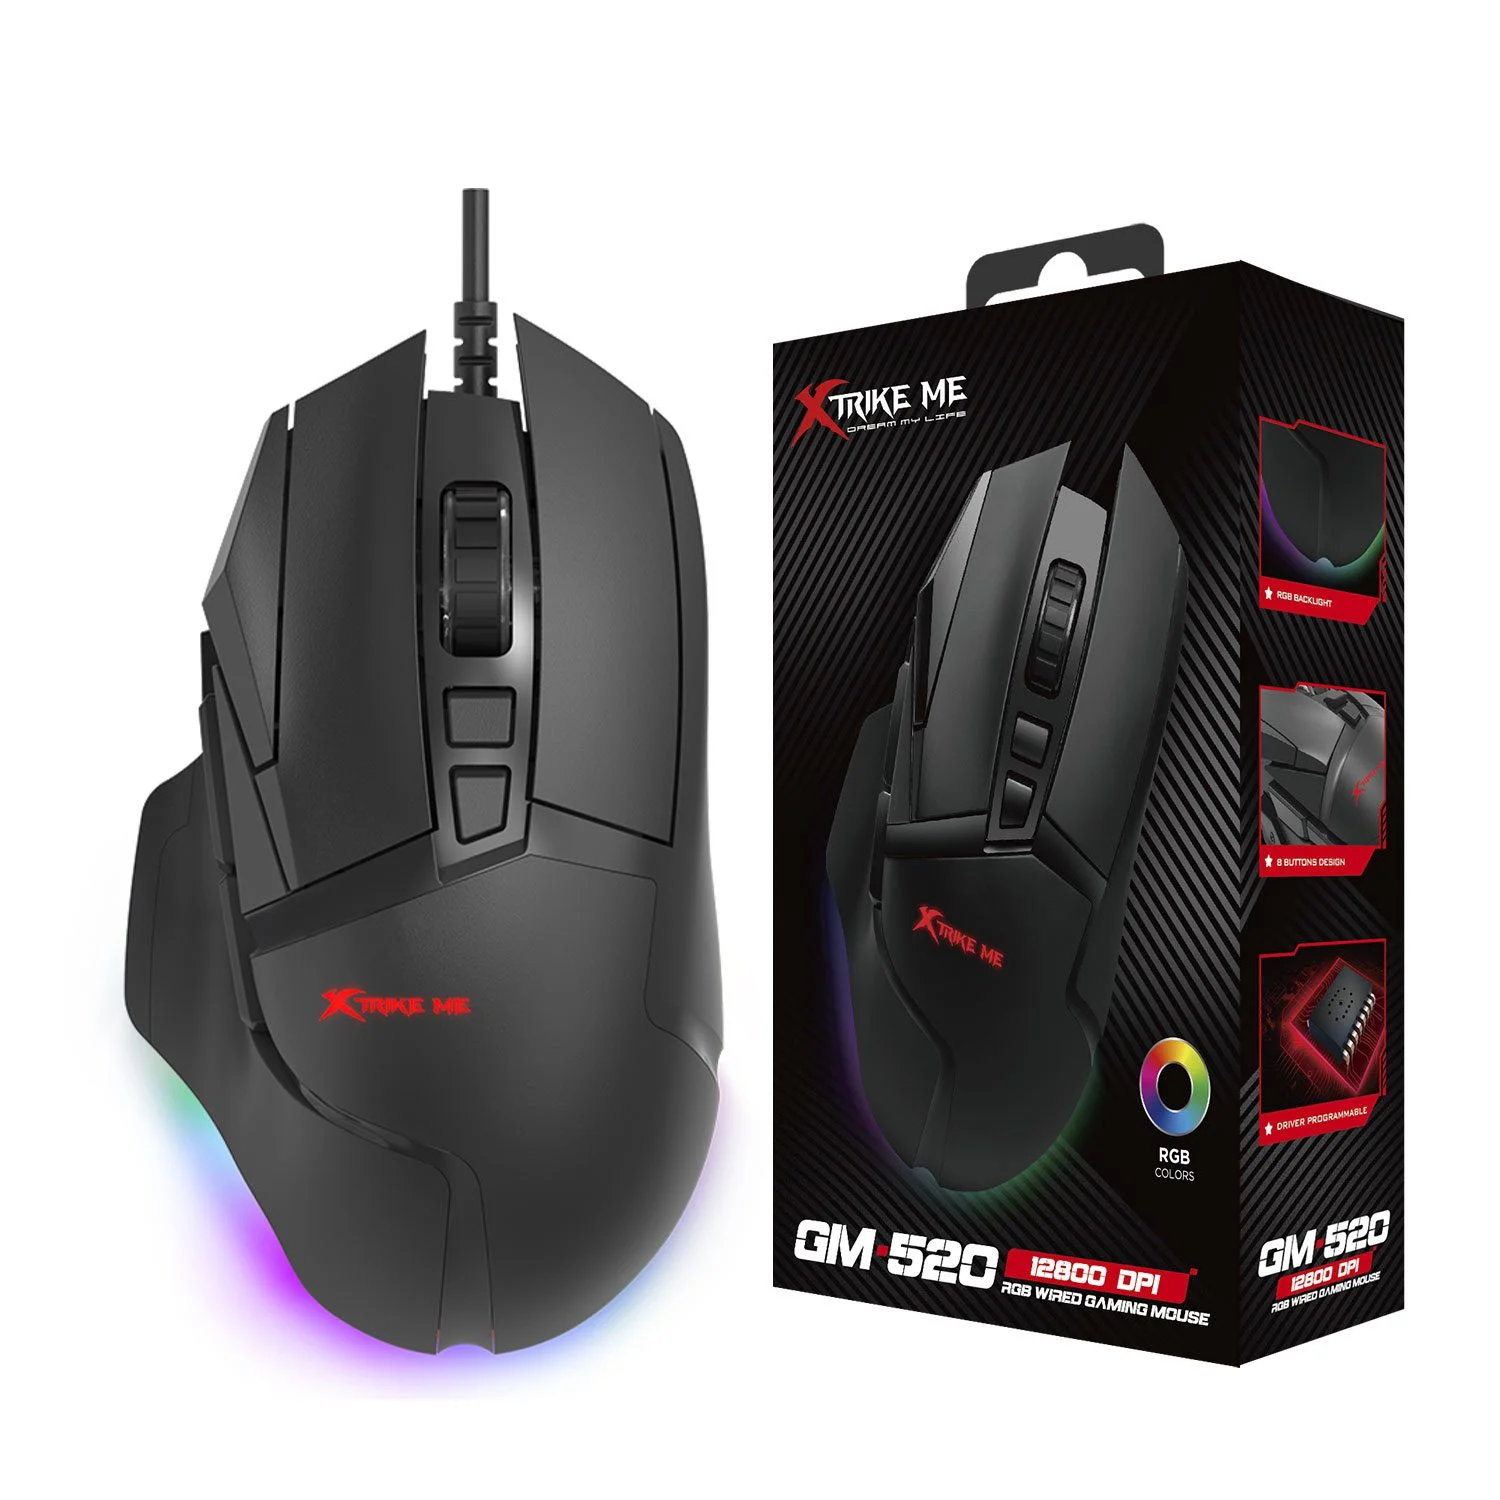 XTRIKE ME
XTRIKE ME
DREAM MY LIFE
XTRIKE ME
RGB
COLORS
GM-520
12800 DPI
RGB WIRED GAMING MOUSE
RGB BACKLIGHT
8 BUTTONS DESIGN
DRIVER PROGRAMMABLE
GM-520
12800 DPI
RGB WIRED GAMING MOUSE